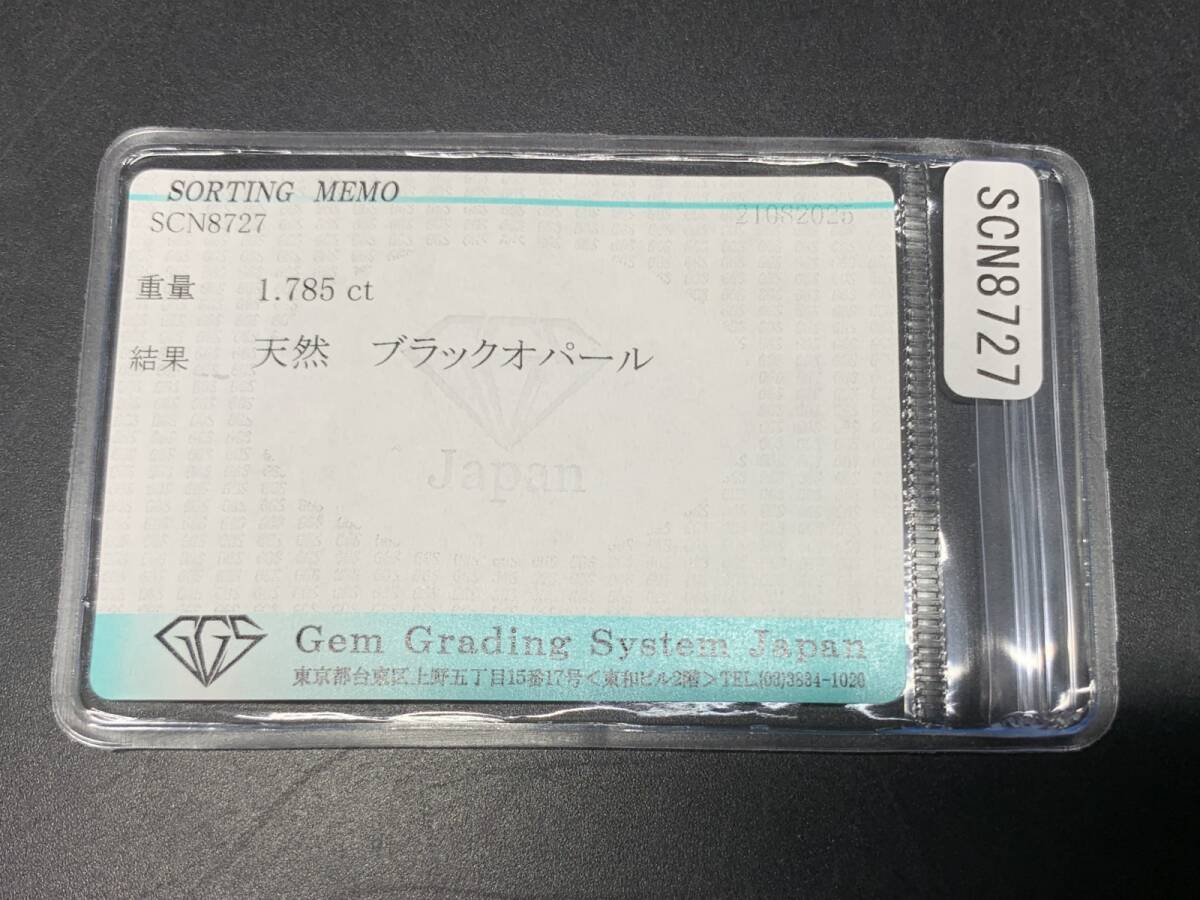 SORTING MEMO
SCN8727
21082025
重量 1.785 ct
結果 天然 ブラックオパール
Japan
GGS Gem Grading System Japan
東京都台東区上野五丁目15番17号<東和ビル2階>TEL.(03)3834-1020
SCN8727